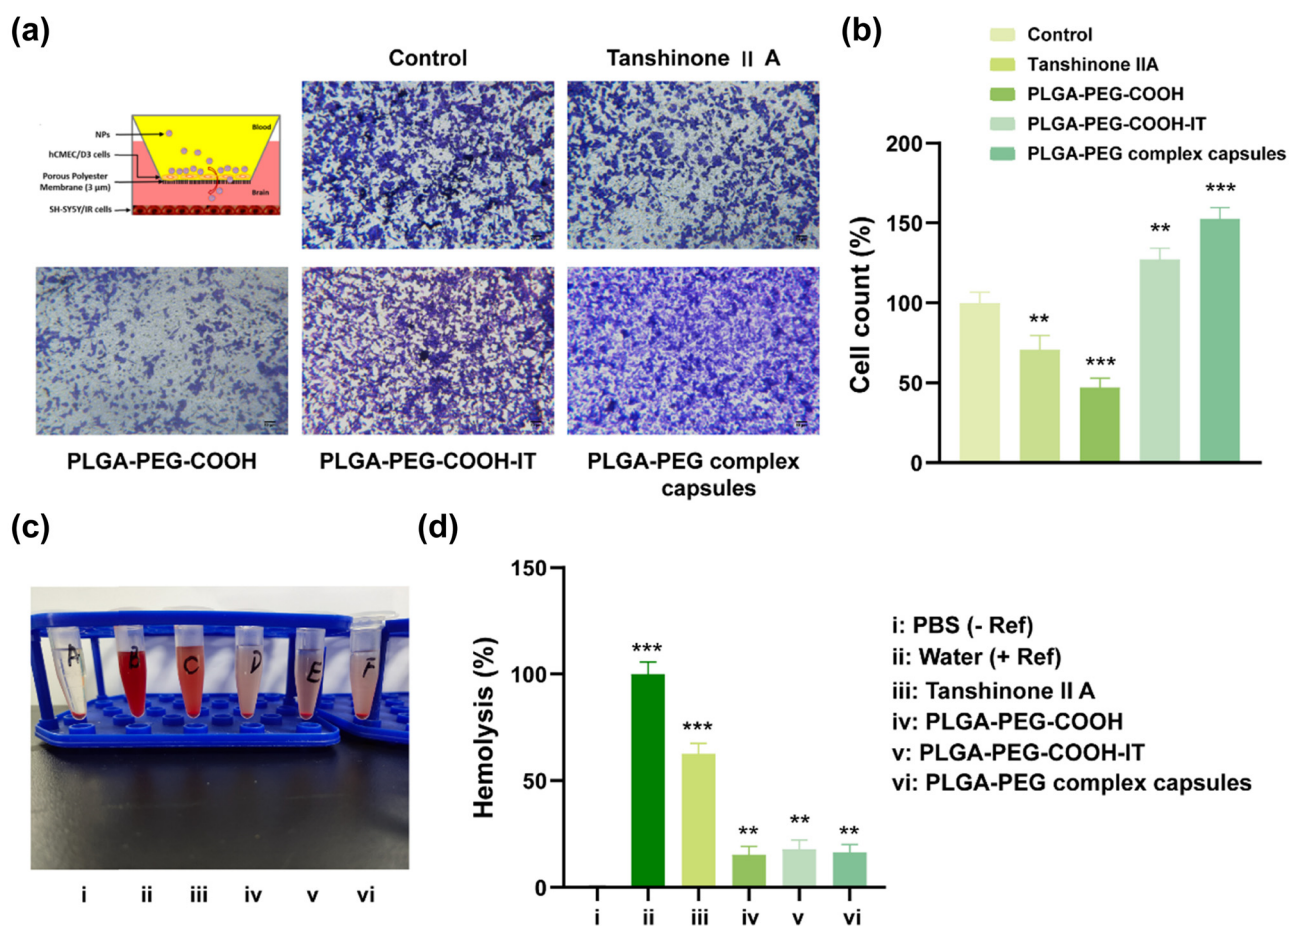 (a)
Control
Tanshinone II A
Blood
NPs
hCMEC/D3 cells
Porous Polyester
Membrane (3 μm)
Brain
SH-SY5Y/IR cells
PLGA-PEG-COOH
PLGA-PEG-COOH-IT
PLGA-PEG complex
capsules
(b)
Control
Tanshinone IIA
PLGA-PEG-COOH
PLGA-PEG-COOH-IT
PLGA-PEG complex capsules
Cell count (%)
200
150
100
50
0
**
***
**
***
(c)
A
B
C
D
E
F
i
ii
iii
iv
v
vi
(d)
Hemolysis (%)
150
100
50
0
***
***
**
**
**
i
ii
iii
iv
v
vi
i: PBS (- Ref)
ii: Water (+ Ref)
iii: Tanshinone II A
iv: PLGA-PEG-COOH
v: PLGA-PEG-COOH-IT
vi: PLGA-PEG complex capsules